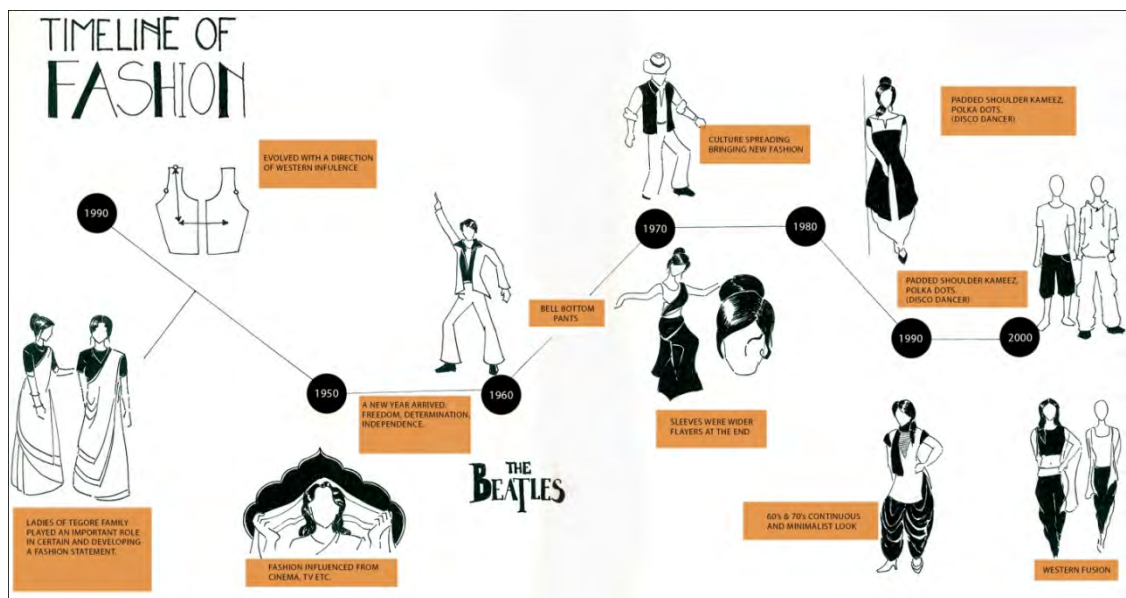 TIMELINE OF
FASHION
EVOLVED WITH A DIRECTION
OF WESTERN INFULENCE
1990
LADIES OF TEGORE FAMILY
PLAYED AN IMPORTANT ROLE
IN CERTAIN AND DEVELOPING
A FASHION STATEMENT.
1950
A NEW YEAR ARRIVED.
FREEDOM, DETERMINATION,
INDEPENDENCE.
FASHION INFLUENCED FROM
CINEMA, TV ETC.
1960
THE
BEATLES
BELL BOTTOM
PANTS
1970
CULTURE SPREADING
BRINGING NEW FASHION
SLEEVES WERE WIDER
FLAYERS AT THE END
1980
PADDED SHOULDER KAMEEZ,
POLKA DOTS.
(DISCO DANCER)
PADDED SHOULDER KAMEEZ,
POLKA DOTS.
(DISCO DANCER)
1990
2000
60's & 70's CONTINUOUS
AND MINIMALIST LOOK
WESTERN FUSION